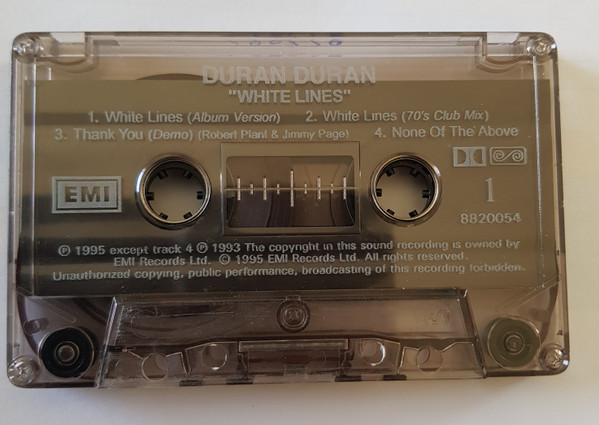 DURAN DURAN
"WHITE LINES"
1. White Lines (Album Version) 2. White Lines (70's Club Mix)
3. Thank You (Demo) (Robert Plant & Jimmy Page) 4. None Of The Above
EMI
1
8820054
℗ 1995 except track 4 ℗ 1993 The copyright in this sound recording is owned by
EMI Records Ltd. © 1995 EMI Records Ltd. All rights reserved.
Unauthorized copying, public performance, broadcasting of this recording forbidden.